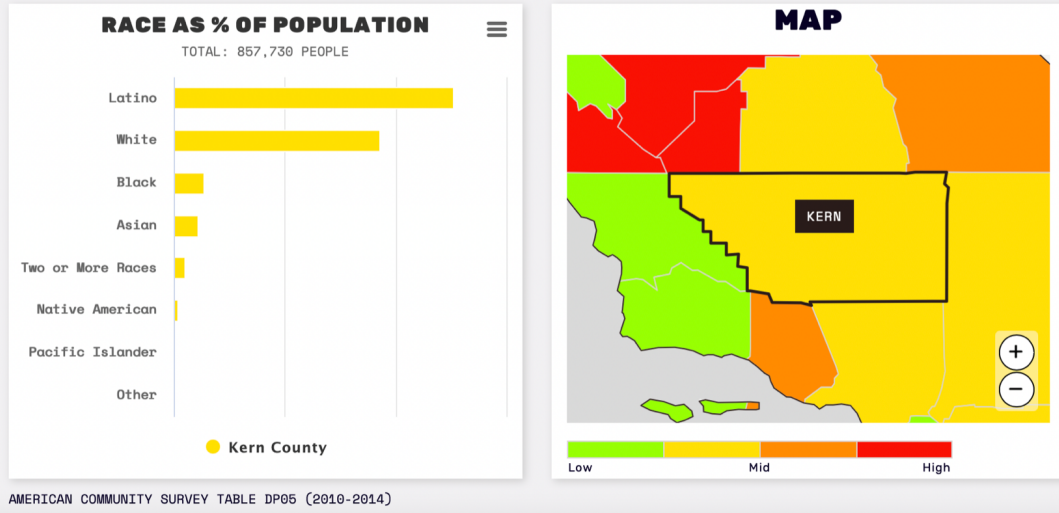 RACE AS % OF POPULATION
TOTAL: 857,730 PEOPLE
Latino
White
Black
Asian
Two or More Races
Native American
Pacific Islander
Other
Kern County
MAP
KERN
+
−
Low
Mid
High
AMERICAN COMMUNITY SURVEY TABLE DP05 (2010-2014)